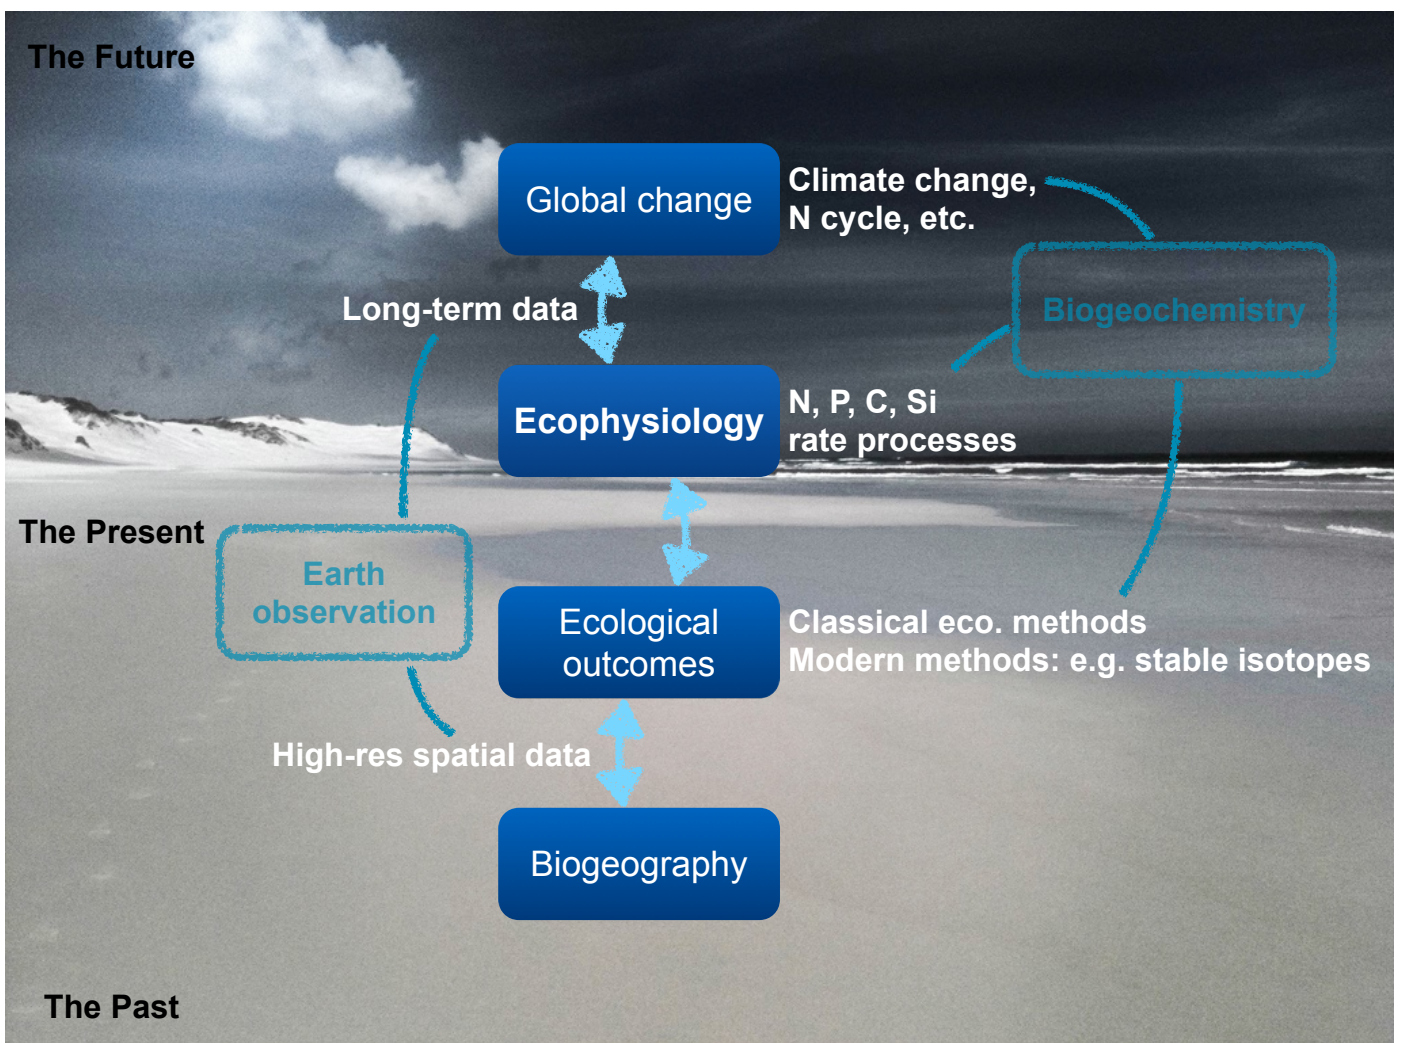 The Future
Global change
Climate change,
N cycle, etc.
Long-term data
Biogeochemistry
Ecophysiology
N, P, C, Si
rate processes
The Present
Earth
observation
Ecological
outcomes
Classical eco. methods
Modern methods: e.g. stable isotopes
High-res spatial data
Biogeography
The Past